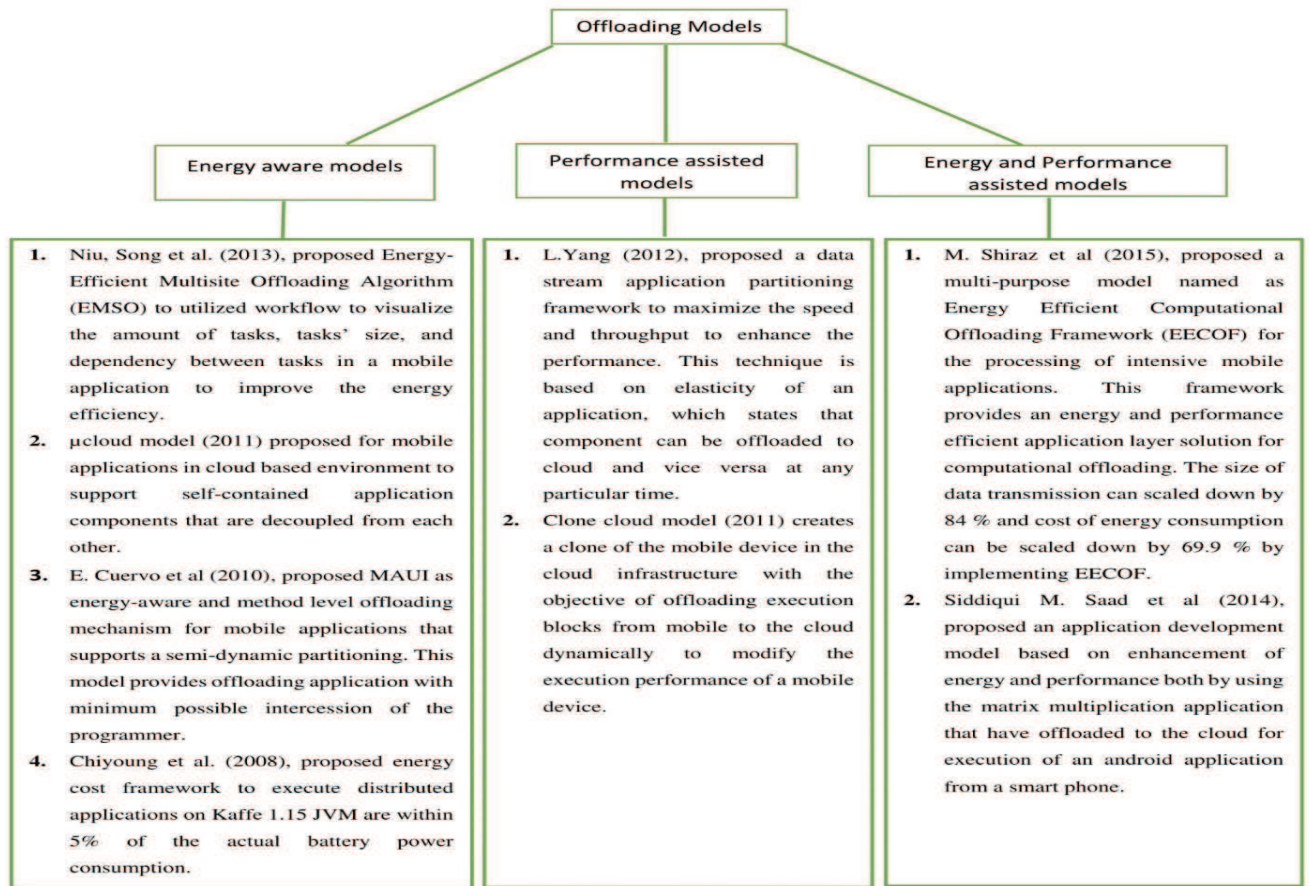 Offloading Models
Energy aware models
Performance assisted
models
Energy and Performance
assisted models
1. Niu, Song et al. (2013), proposed Energy-
Efficient Multisite Offloading Algorithm
(EMSO) to utilized workflow to visualize
the amount of tasks, tasks’ size, and
dependency between tasks in a mobile
application to improve the energy
efficiency.
2. µcloud model (2011) proposed for mobile
applications in cloud based environment to
support self-contained application
components that are decoupled from each
other.
3. E. Cuervo et al (2010), proposed MAUI as
energy-aware and method level offloading
mechanism for mobile applications that
supports a semi-dynamic partitioning. This
model provides offloading application with
minimum possible intercession of the
programmer.
4. Chiyoung et al. (2008), proposed energy
cost framework to execute distributed
applications on Kaffe 1.15 JVM are within
5% of the actual battery power
consumption.
1. L.Yang (2012), proposed a data
stream application partitioning
framework to maximize the speed
and throughput to enhance the
performance. This technique is
based on elasticity of an
application, which states that
component can be offloaded to
cloud and vice versa at any
particular time.
2. Clone cloud model (2011) creates
a clone of the mobile device in the
cloud infrastructure with the
objective of offloading execution
blocks from mobile to the cloud
dynamically to modify the
execution performance of a mobile
device.
1. M. Shiraz et al (2015), proposed a
multi-purpose model named as
Energy Efficient Computational
Offloading Framework (EECOF) for
the processing of intensive mobile
applications. This framework
provides an energy and performance
efficient application layer solution for
computational offloading. The size of
data transmission can scaled down by
84 % and cost of energy consumption
can be scaled down by 69.9 % by
implementing EECOF.
2. Siddiqui M. Saad et al (2014),
proposed an application development
model based on enhancement of
energy and performance both by using
the matrix multiplication application
that have offloaded to the cloud for
execution of an android application
from a smart phone.